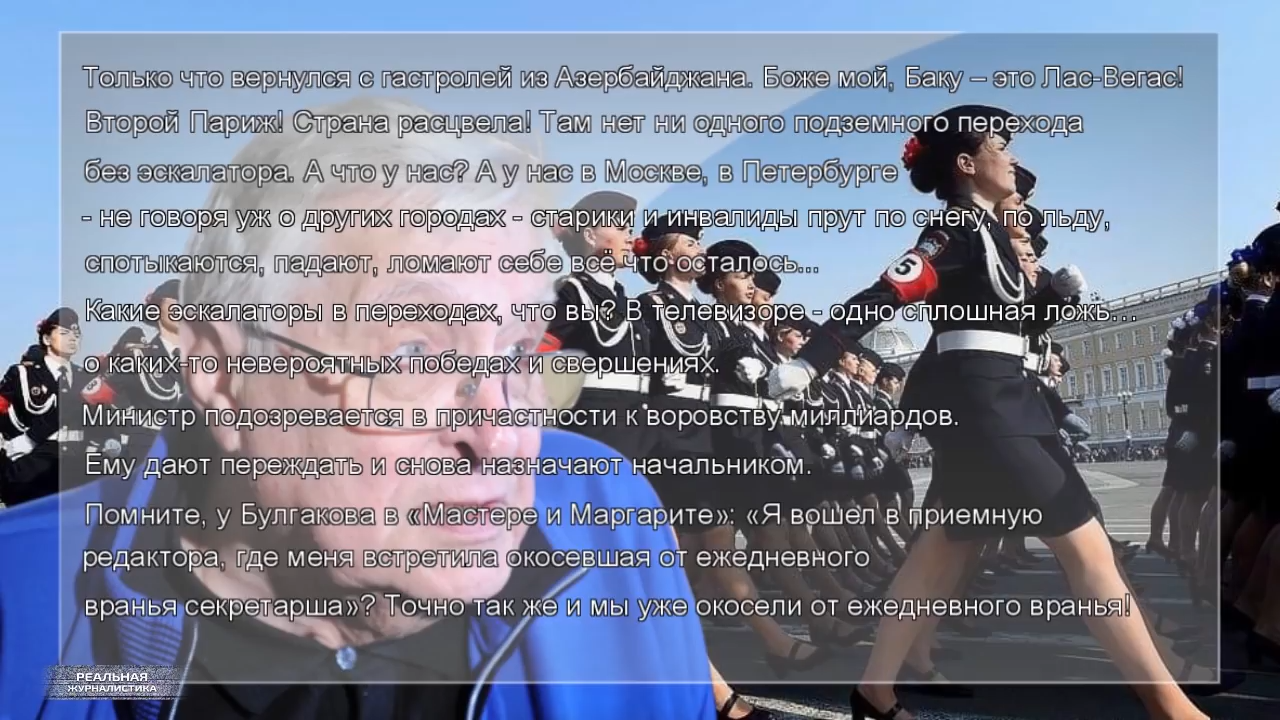 Только что вернулся с гастролей из Азербайджана. Боже мой, Баку – это Лас-Вегас!
Второй Париж! Страна расцвела! Там нет ни одного подземного перехода
без эскалатора. А что у нас? А у нас в Москве, в Петербурге
- не говоря уж о других городах - старики и инвалиды прут по снегу, по льду,
спотыкаются, падают, ломают себе всё что осталось...
Какие эскалаторы в переходах, что вы? В телевизоре - одно сплошная ложь…
о каких-то невероятных победах и свершениях.
Министр подозревается в причастности к воровству миллиардов.
Ему дают переждать и снова назначают начальником.
Помните, у Булгакова в «Мастере и Маргарите»: «Я вошел в приемную
редактора, где меня встретила окосевшая от ежедневного
вранья секретарша»? Точно так же и мы уже окосели от ежедневного вранья!
5
РЕАЛЬНАЯ
ЖУРНАЛИСТИКА